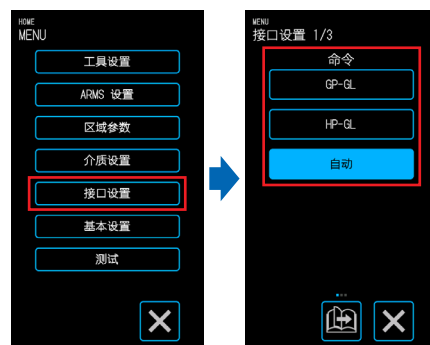 HOME
MENU
工具设置
ARMS 设置
区域参数
介质设置
接口设置
基本设置
测试
MENU
接口设置 1/3
命令
GP-GL
HP-GL
自动